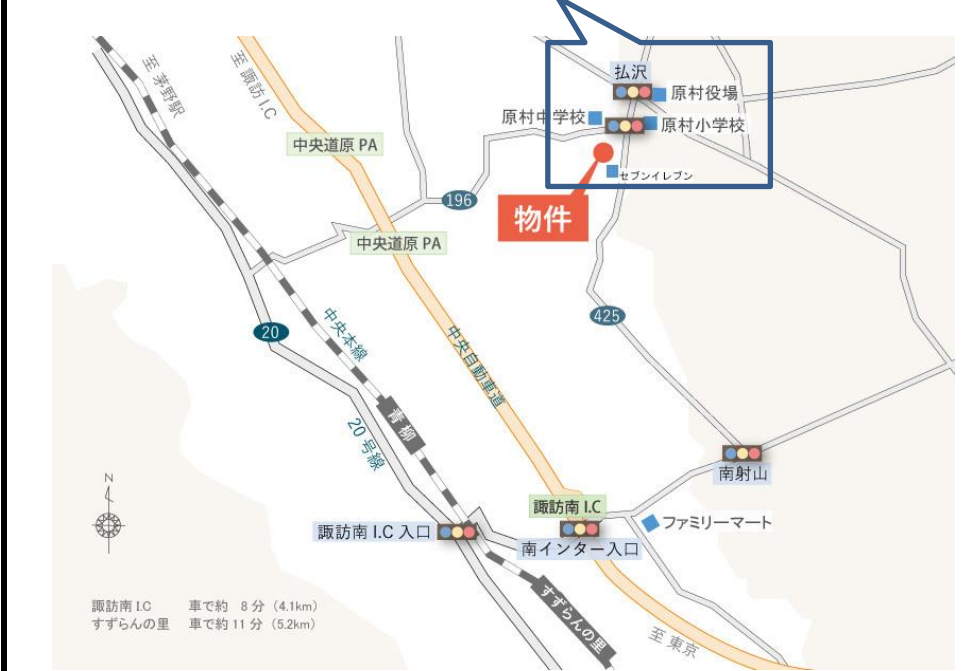 至 茅野駅
至 諏訪 I.C
中央道原 PA
払沢
原村役場
原村中学校
原村小学校
セブンイレブン
物件
196
中央道原 PA
20
中央本線
中央自動車道
425
青柳
20 号線
南射山
諏訪南 I.C
ファミリーマート
諏訪南 I.C 入口
南インター入口
N
すずらんの里
至 東京
諏訪南 I.C 車で約 8 分（4.1km）
すずらんの里 車で約 11 分（5.2km）